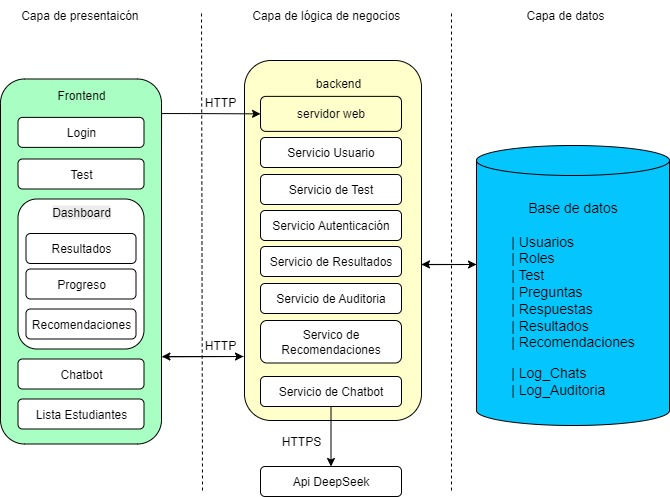 Capa de presentaicón
Capa de lógica de negocios
Capa de datos
Frontend
Login
Test
Dashboard
Resultados
Progreso
Recomendaciones
Chatbot
Lista Estudiantes
HTTP
HTTP
backend
servidor web
Servicio Usuario
Servicio de Test
Servicio Autenticación
Servicio de Resultados
Servicio de Auditoria
Servico de
Recomendaciones
Servicio de Chatbot
HTTPS
Api DeepSeek
Base de datos
| Usuarios
| Roles
| Test
| Preguntas
| Respuestas
| Resultados
| Recomendaciones
| Log_Chats
| Log_Auditoria